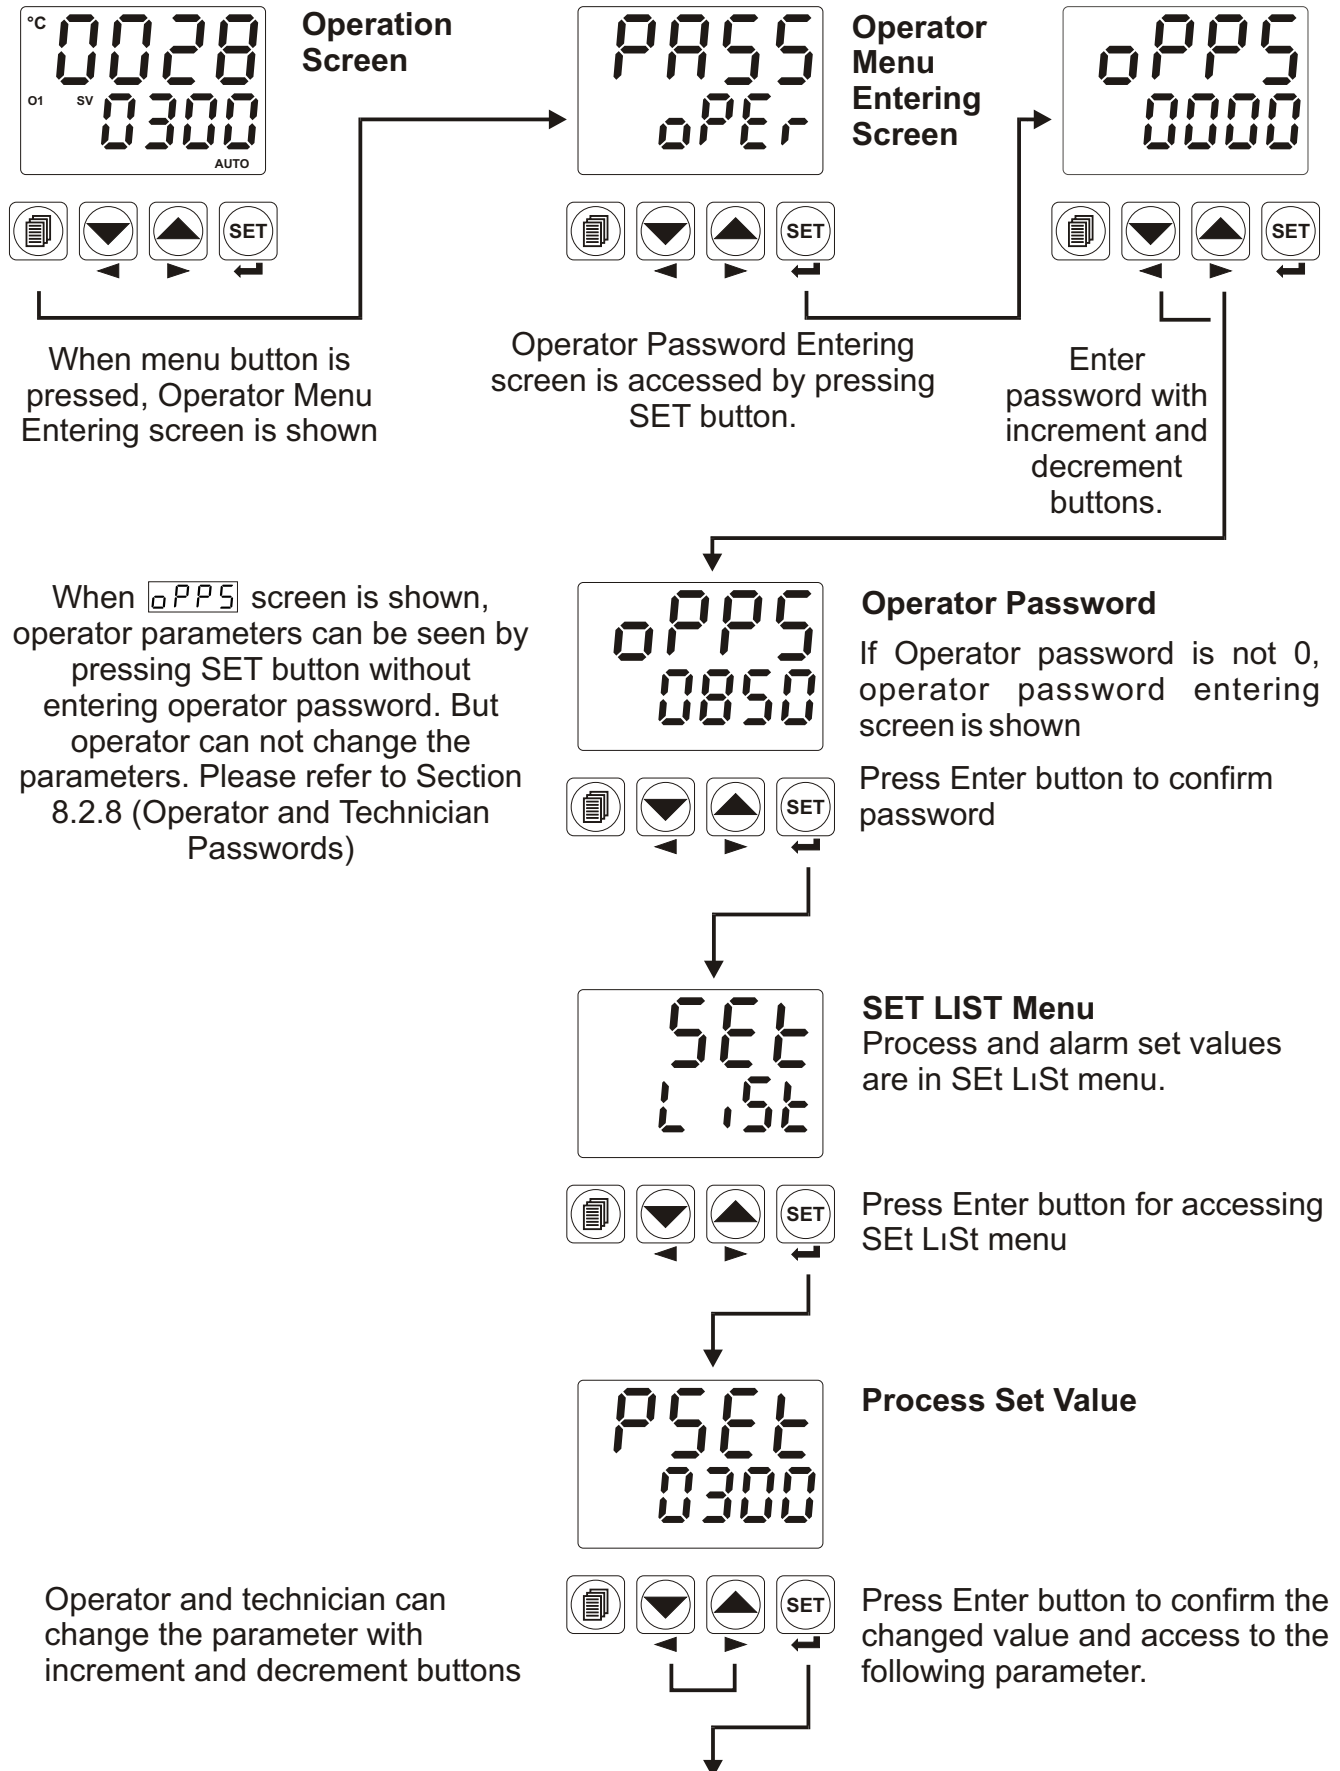 °C 0028
O1 SV 0300
AUTO
Operation
Screen
SET
When menu button is
pressed, Operator Menu
Entering screen is shown
PASS
oPEr
Operator
Menu
Entering
Screen
SET
Operator Password Entering
screen is accessed by pressing
SET button.
oPPS
0000
SET
Enter
password with
increment and
decrement
buttons.
When oPPS screen is shown,
operator parameters can be seen by
pressing SET button without
entering operator password. But
operator can not change the
parameters. Please refer to Section
8.2.8 (Operator and Technician
Passwords)
oPPS
0850
SET
Operator Password
If Operator password is not 0,
operator password entering
screen is shown
Press Enter button to confirm
password
SEt
LiSt
SET
SET LIST Menu
Process and alarm set values
are in SEt LıSt menu.
Press Enter button for accessing
SEt LıSt menu
PSEt
0300
SET
Process Set Value
Operator and technician can
change the parameter with
increment and decrement buttons
Press Enter button to confirm the
changed value and access to the
following parameter.